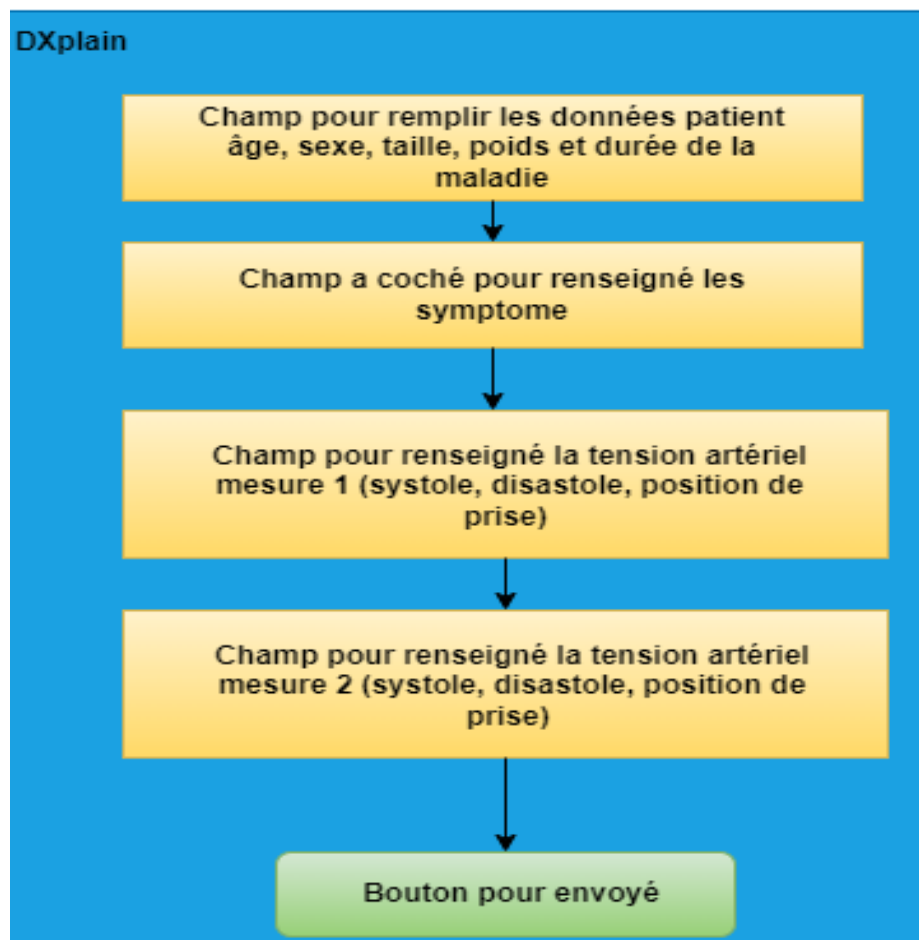 DXplain
Champ pour remplir les données patient
âge, sexe, taille, poids et durée de la
maladie
Champ a coché pour renseigné les
symptome
Champ pour renseigné la tension artériel
mesure 1 (systole, disastole, position de
prise)
Champ pour renseigné la tension artériel
mesure 2 (systole, disastole, position de
prise)
Bouton pour envoyé